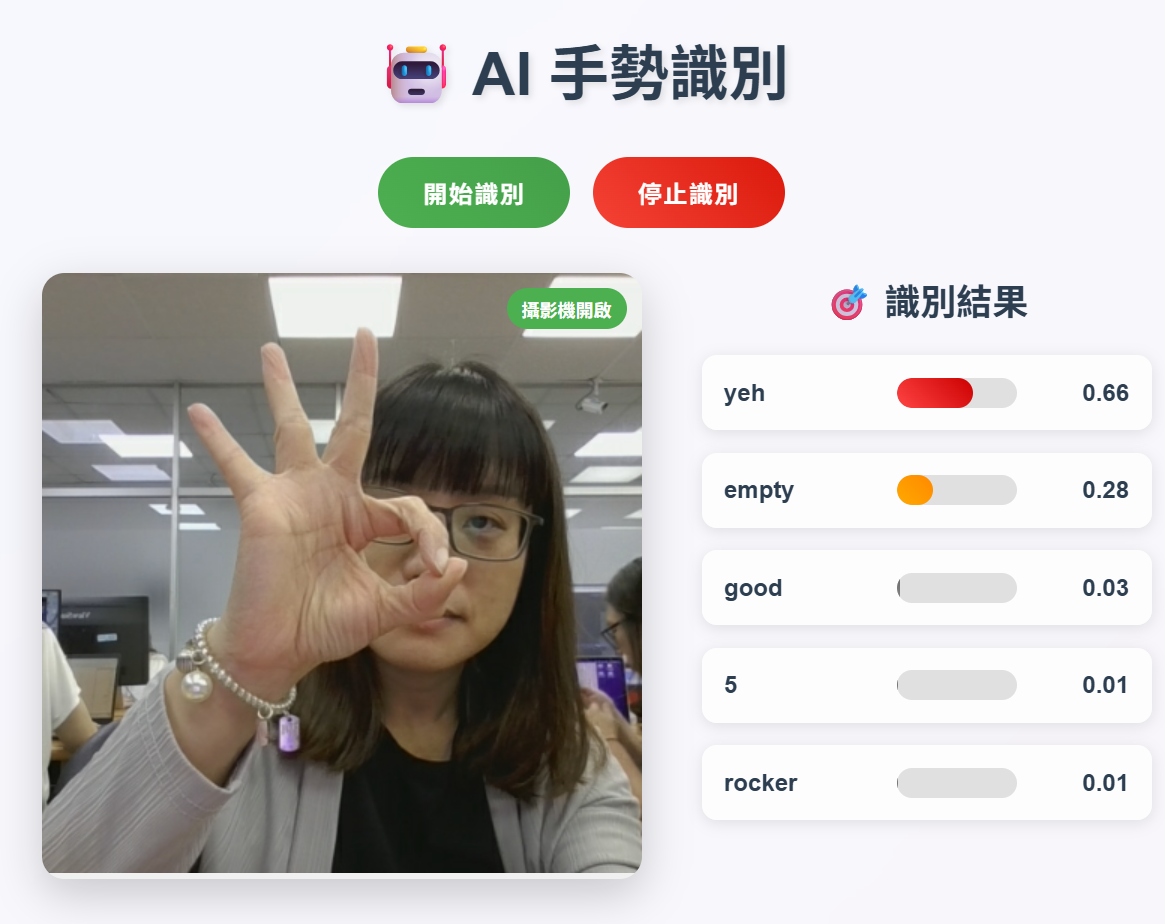 AI 手勢識別
開始識別
停止識別
攝影機開啟
識別結果
yeh 0.66
empty 0.28
good 0.03
5 0.01
rocker 0.01